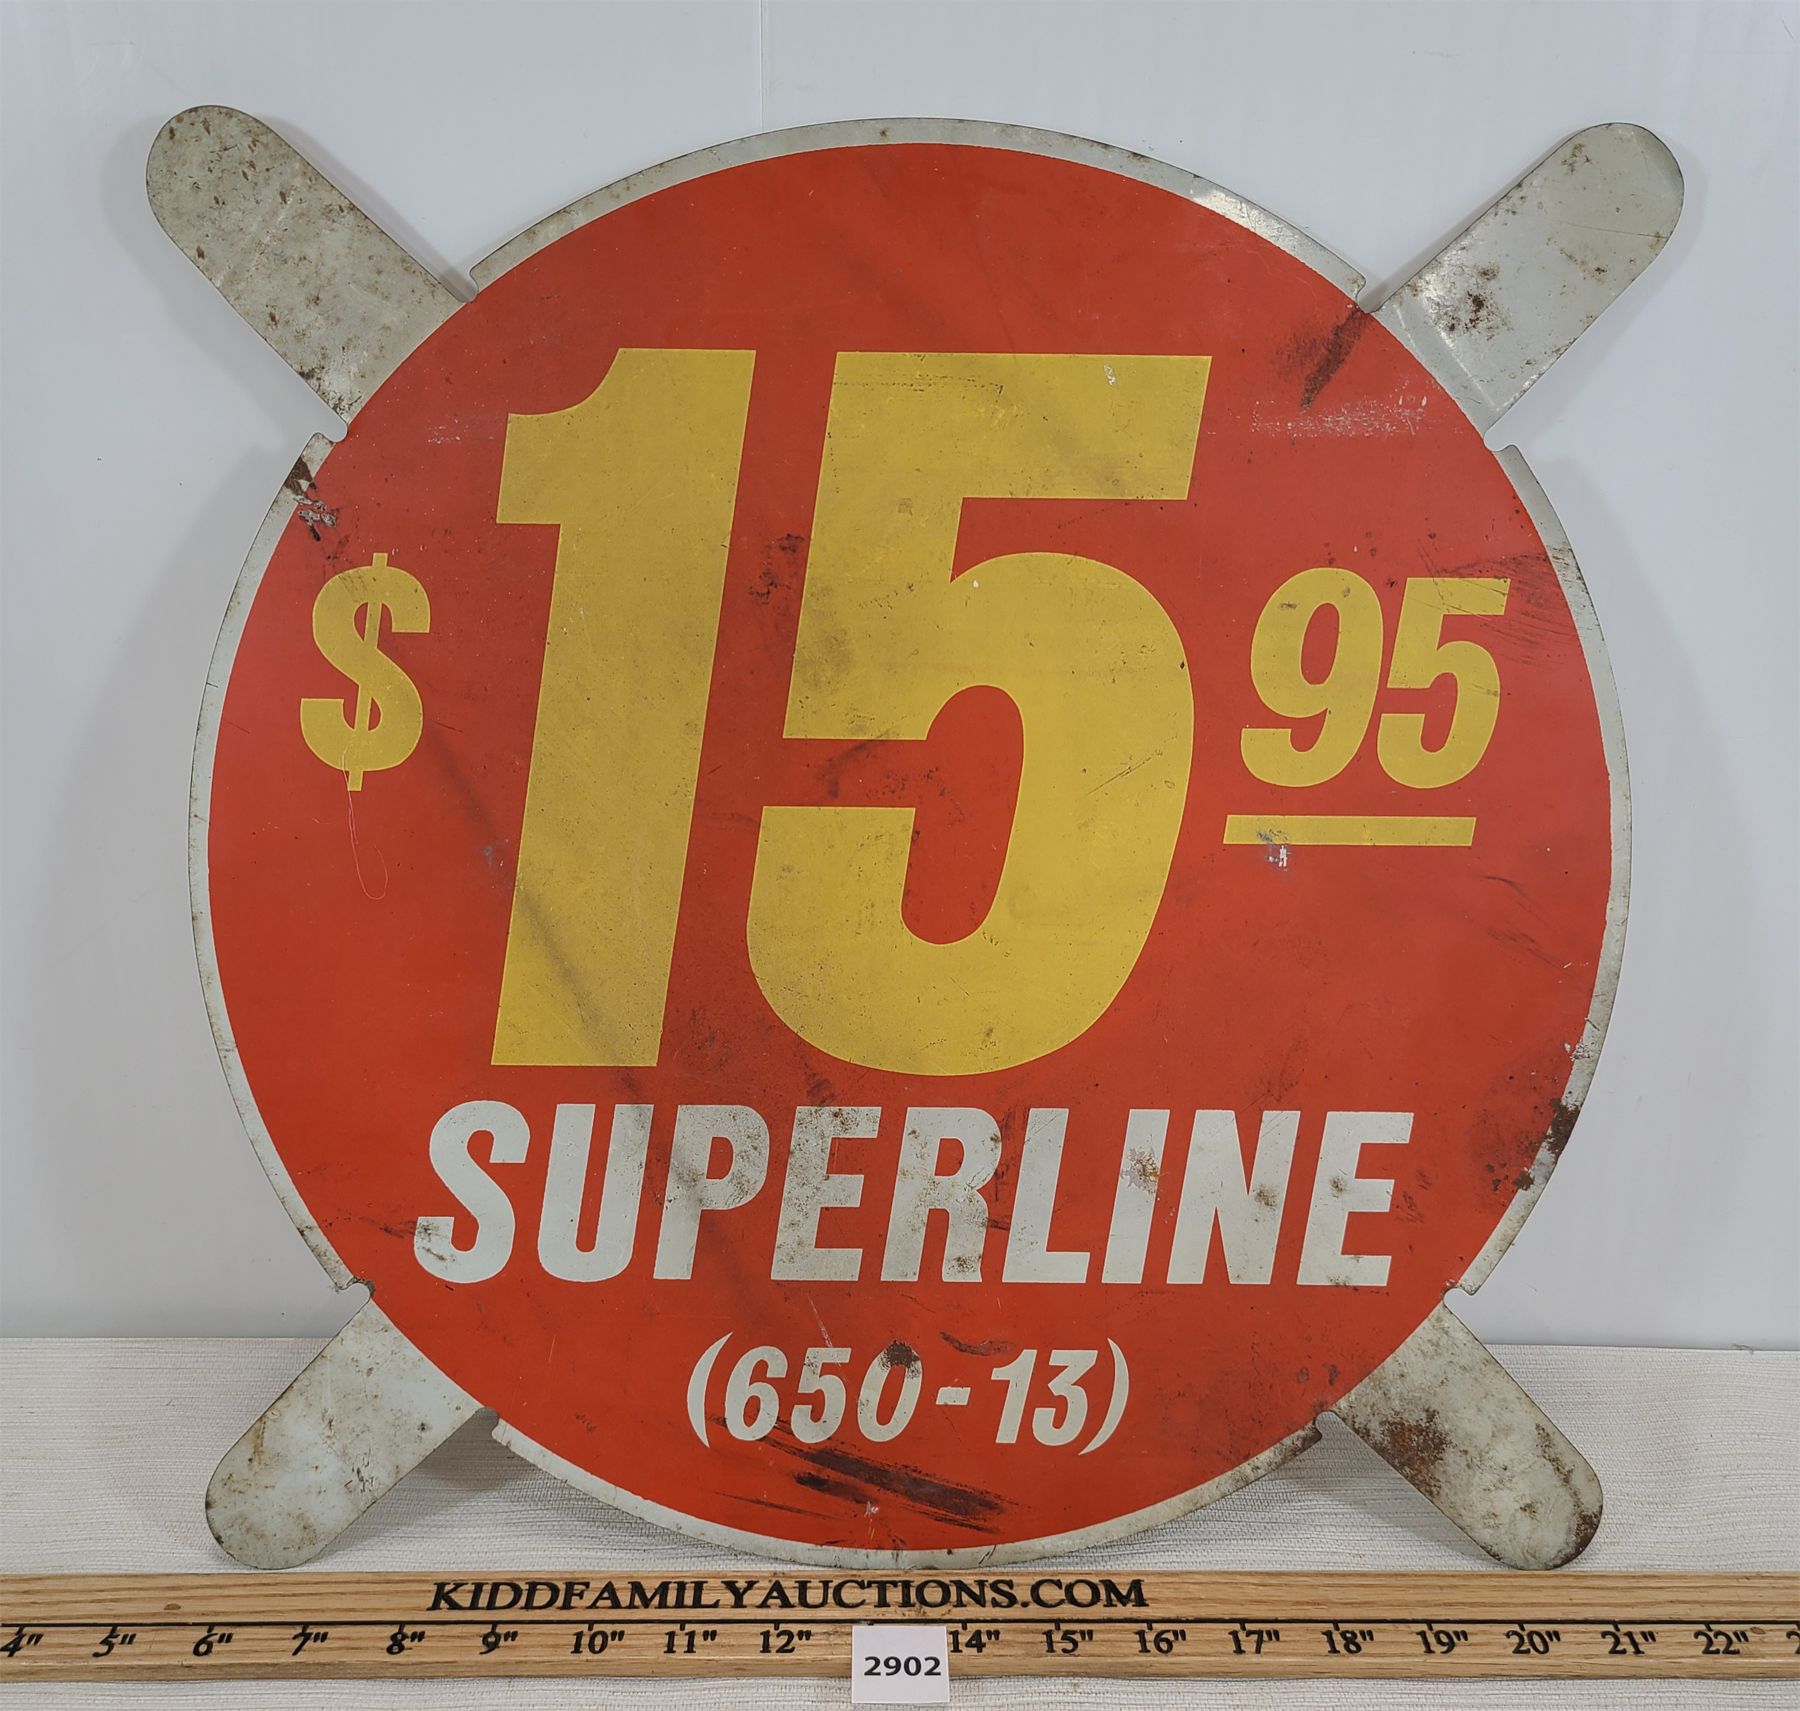 $15 95
SUPERLINE
(650-13)
KIDDFAMILYAUCTIONS.COM
4" 5" 6" 7" 8" 9" 10" 11" 12" 14" 15" 16" 17" 18" 19" 20" 21" 22" 2
2902